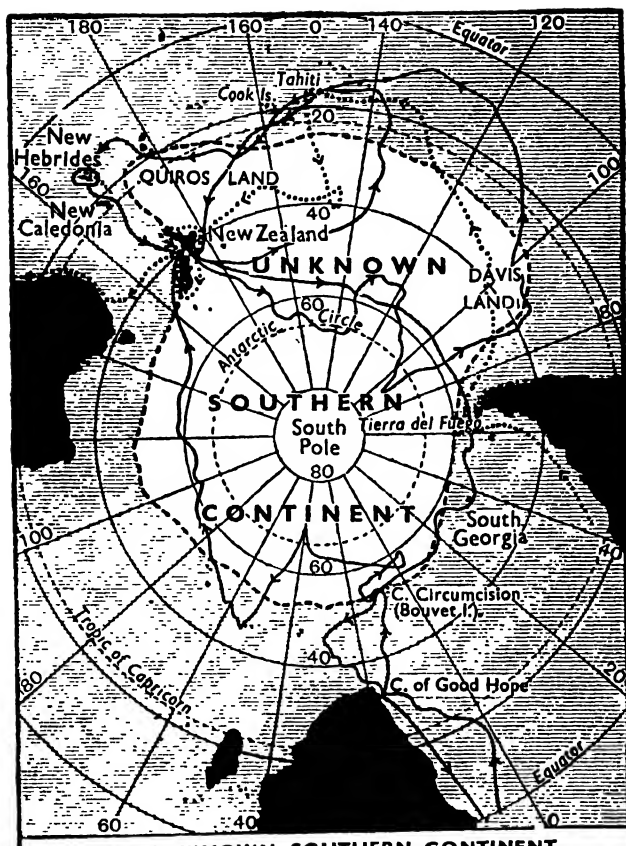 180
160
0
140
120
Equator
Tahiti
Cook Is.
20
New
Hebrides
160
QUIROS LAND
100
New
Caledonia
40
New Zealand
UNKNOWN
DAVIS
LAND
60
80
Antarctic Circle
SOUTHERN
South
Pole
Tierra del Fuego
80
CONTINENT
South
Georgia
100
60
40
C. Circumcision
(Bouvet I.)
Tropic of Capricorn
40
20
80
C. of Good Hope
Equator
60
40
0
SOUTHERN CONTINENT